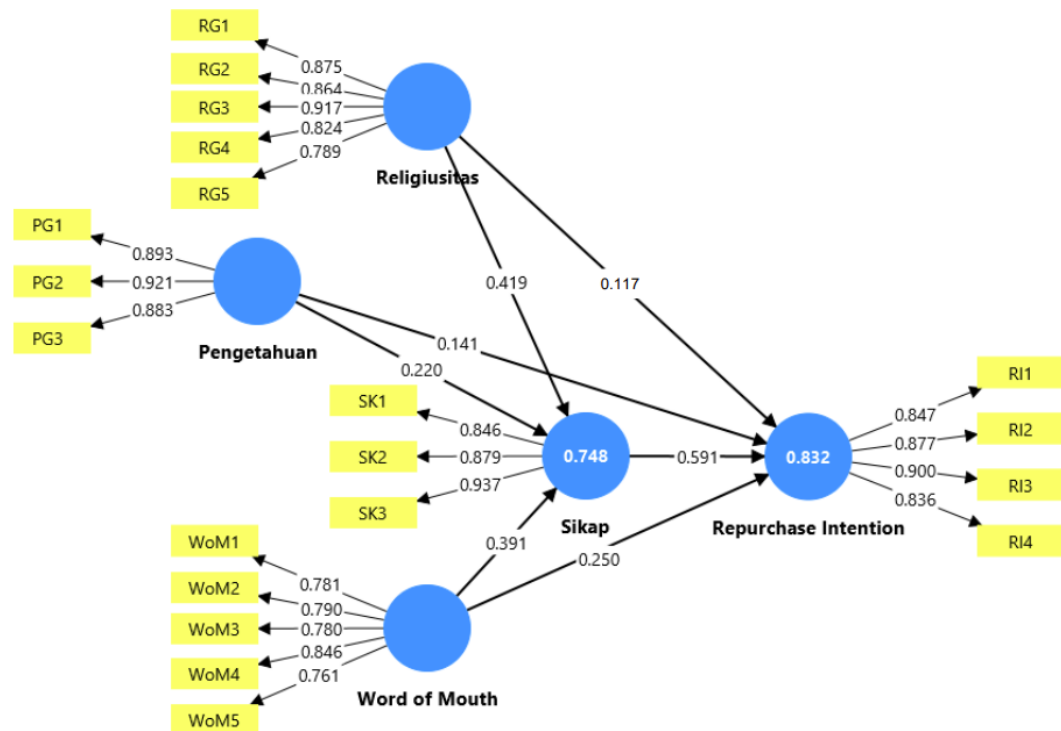 RG1
0.875
RG2
0.864
RG3
0.917
RG4
0.824
RG5
0.789
Religiusitas
PG1
0.893
PG2
0.921
PG3
0.883
Pengetahuan
0.419
0.117
0.141
0.220
SK1
0.846
SK2
0.879
SK3
0.937
0.748
Sikap
0.591
0.832
Repurchase Intention
RI1
0.847
RI2
0.877
RI3
0.900
RI4
0.836
0.391
0.250
WoM1
0.781
WoM2
0.790
WoM3
0.780
WoM4
0.846
WoM5
0.761
Word of Mouth